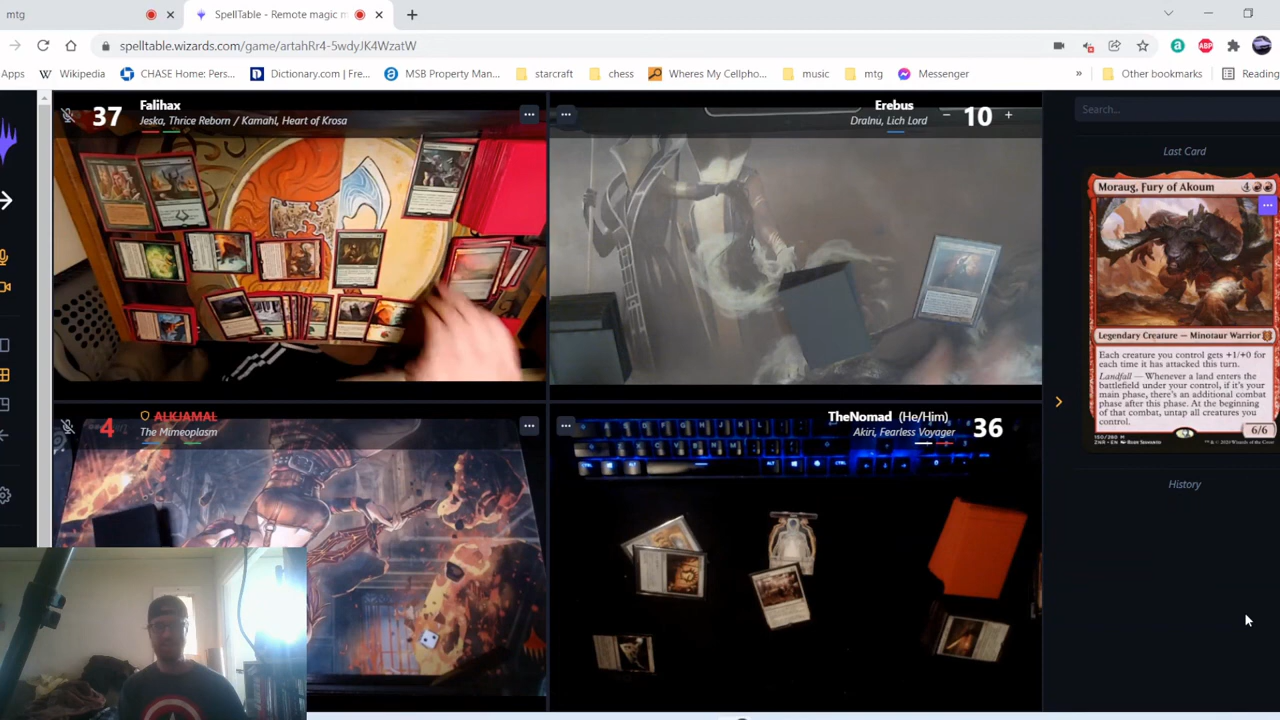 mtg
SpellTable - Remote magic m
spelltable.wizards.com/game/artahRr4-5wdyJK4WzatW
ABP
Apps
W Wikipedia
CHASE Home: Pers...
Dictionary.com | Fre...
MSB Property Man...
starcraft
chess
Wheres My Cellpho...
music
mtg
Messenger
»
Other bookmarks
Reading
37
Falihax
Jeska, Thrice Reborn / Kamahl, Heart of Krosa
Erebus
Dralnu, Lich Lord
− 10 +
Search...
Last Card
Moraug, Fury of Akoum 4
Legendary Creature — Minotaur Warrior
Each creature you control gets +1/+0 for
each time it has attacked this turn.
Landfall — Whenever a land enters the
battlefield under your control, if it's your
main phase, there's an additional combat
phase after this phase. At the beginning
of that combat, untap all creatures you
control.
6/6
History
4
ALKJAMAL
The Mimeoplasm
TheNomad (He/Him)
Akiri, Fearless Voyager
36